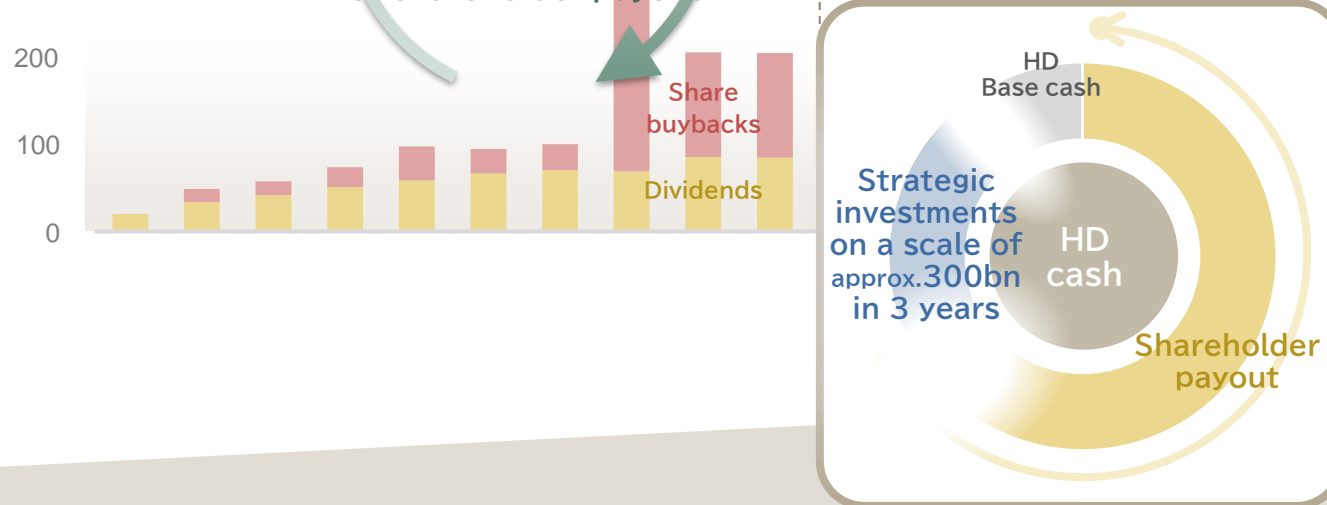 200
100
0
Share
buybacks
Dividends
HD
Base cash
Strategic
investments
on a scale of
approx.300bn
in 3 years
HD
cash
Shareholder
payout